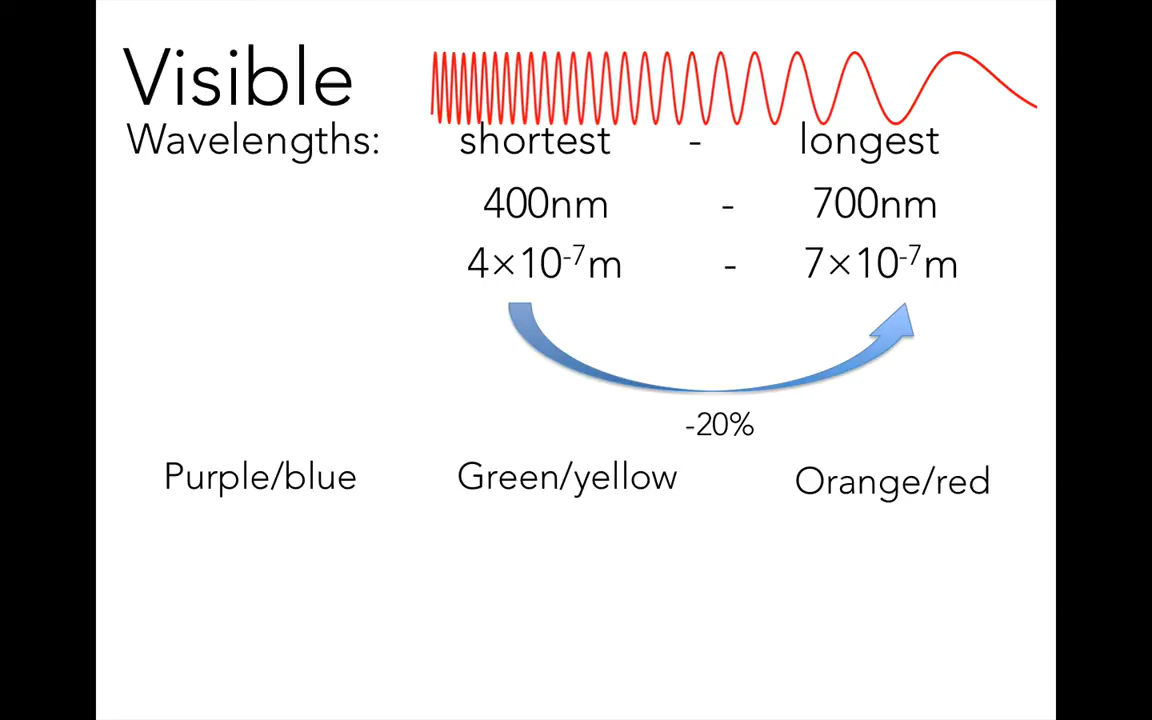 Visible
Wavelengths: shortest - longest
400nm - 700nm
4×10⁻⁷m - 7×10⁻⁷m
-20%
Purple/blue Green/yellow Orange/red